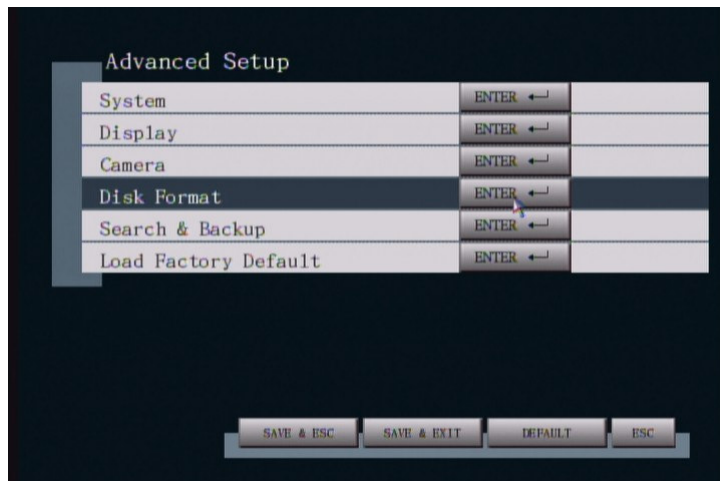 Advanced Setup
System ENTER
Display ENTER
Camera ENTER
Disk Format ENTER
Search & Backup ENTER
Load Factory Default ENTER
SAVE & ESC SAVE & EXIT DEFAULT ESC